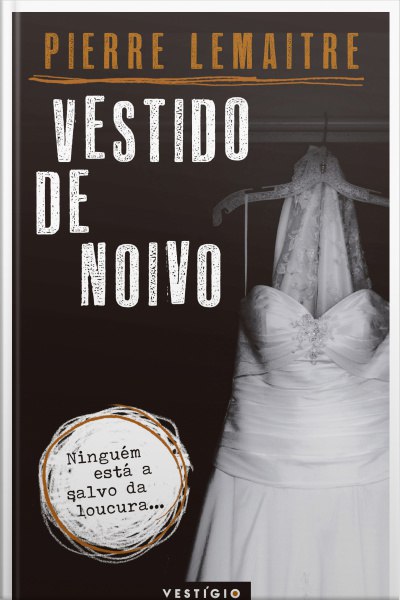 PIERRE LEMAITRE
VESTIDO
DE
NOIVO
Ninguém
está a
salvo da
loucura...
VESTÍGIO